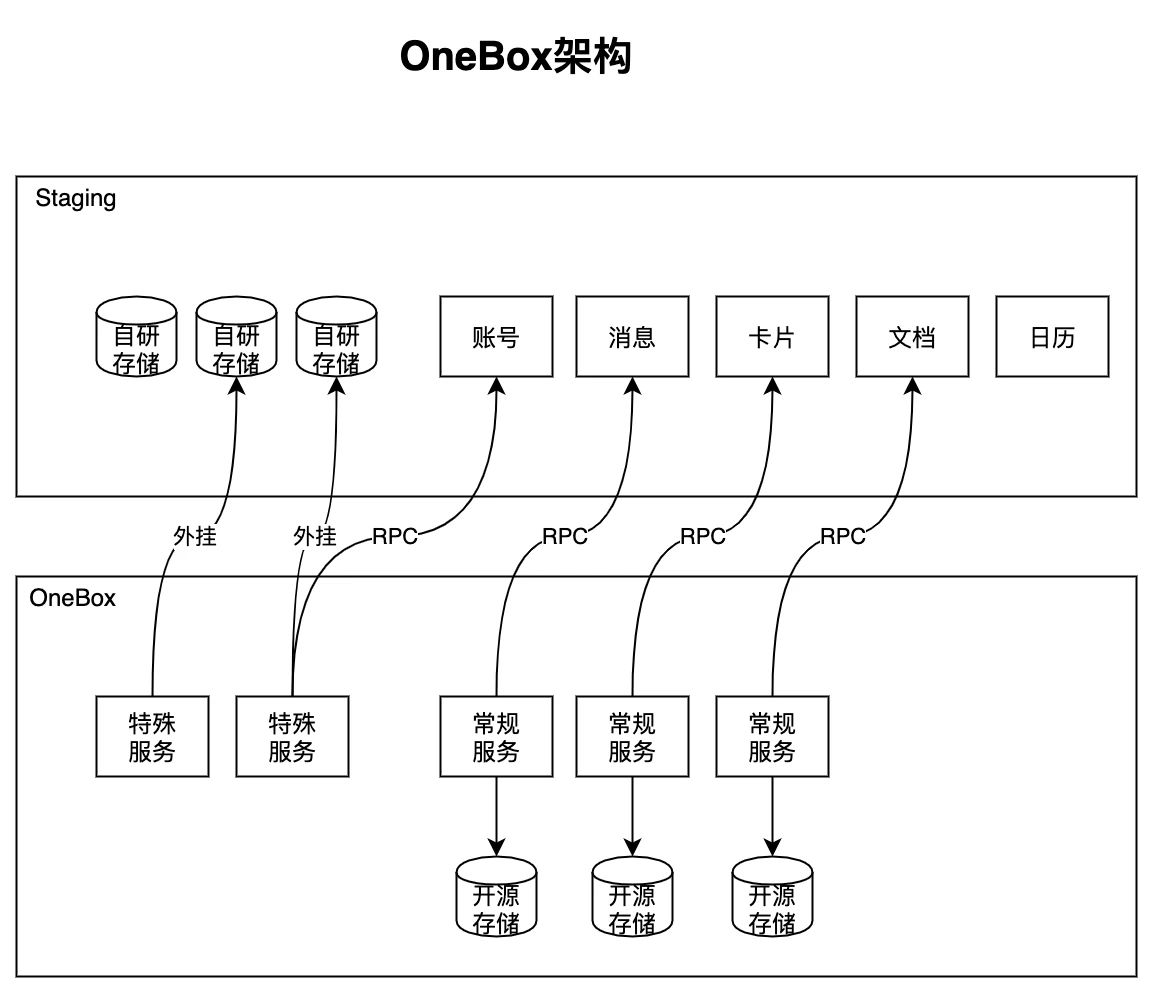 OneBox架构
Staging
自研
存储
自研
存储
自研
存储
账号
消息
卡片
文档
日历
外挂
外挂
RPC
RPC
RPC
RPC
OneBox
特殊
服务
特殊
服务
常规
服务
常规
服务
常规
服务
开源
存储
开源
存储
开源
存储